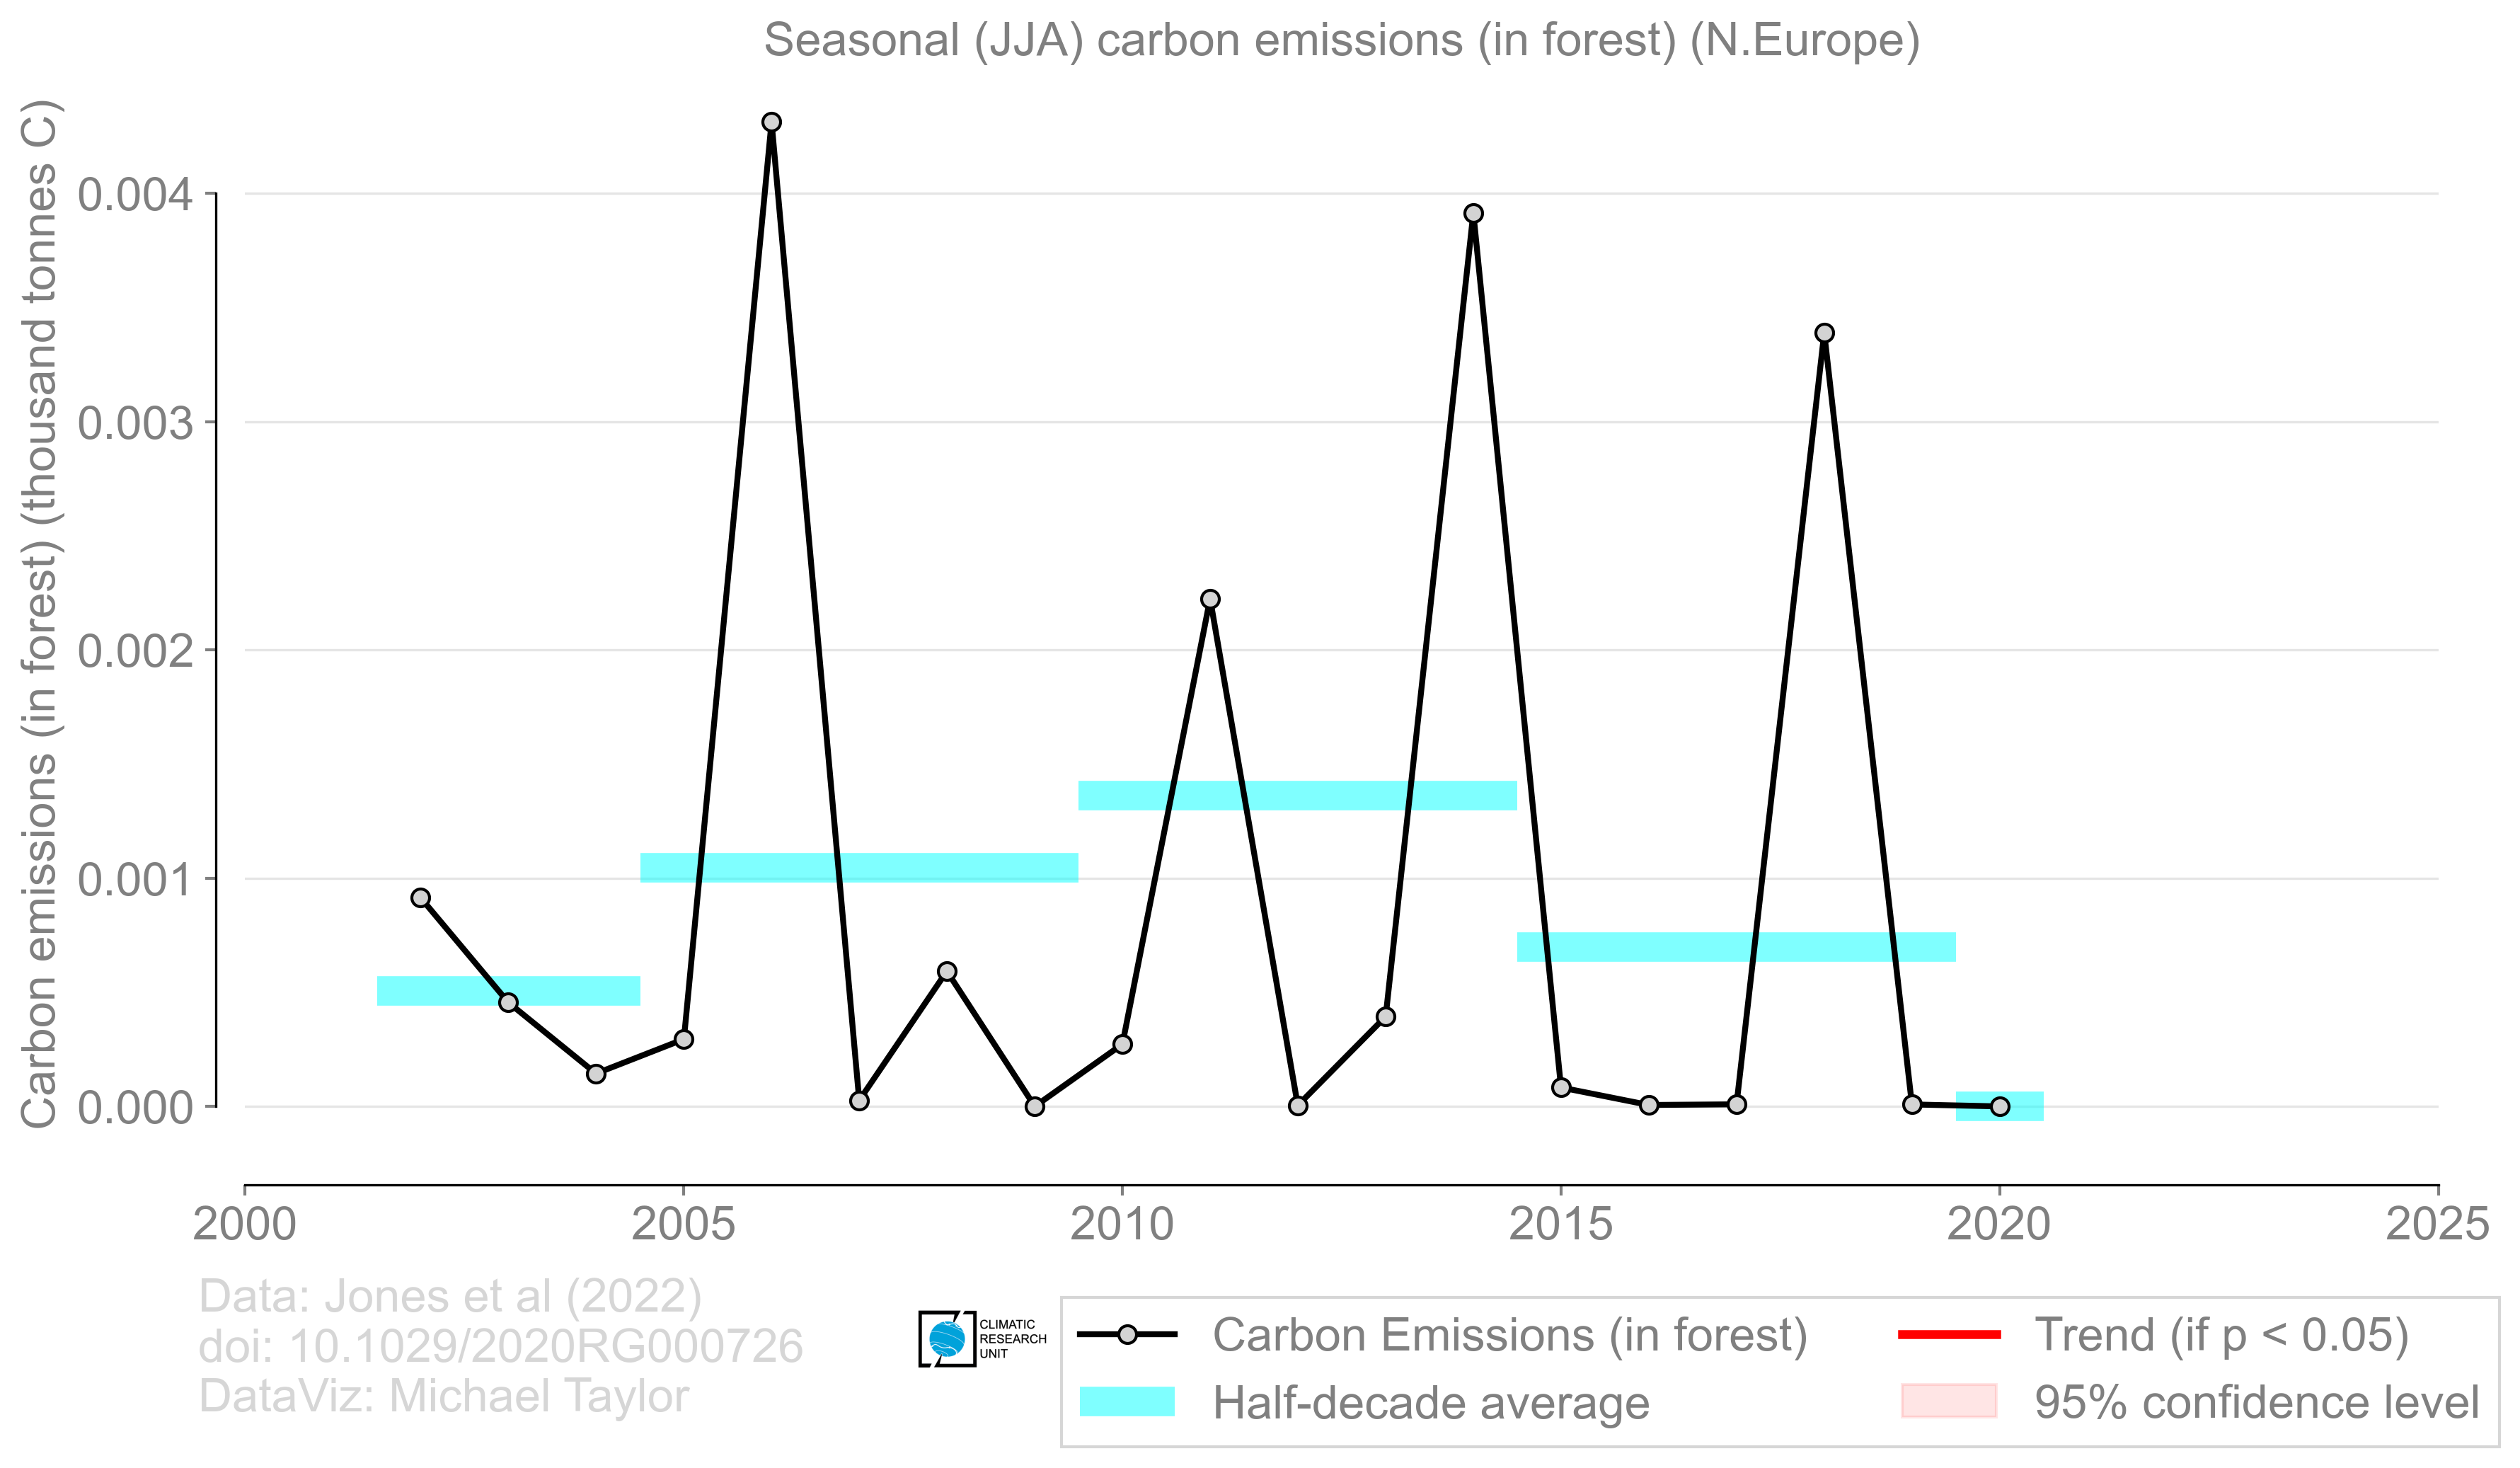 Seasonal (JJA) carbon emissions (in forest) (N.Europe)
Carbon emissions (in forest) (thousand tonnes C)
0.004
0.003
0.002
0.001
0.000
2000
2005
2010
2015
2020
2025
Data: Jones et al (2022)
doi: 10.1029/2020RG000726
DataViz: Michael Taylor
CLIMATIC
RESEARCH
UNIT
Carbon Emissions (in forest)
Half-decade average
Trend (if p < 0.05)
95% confidence level